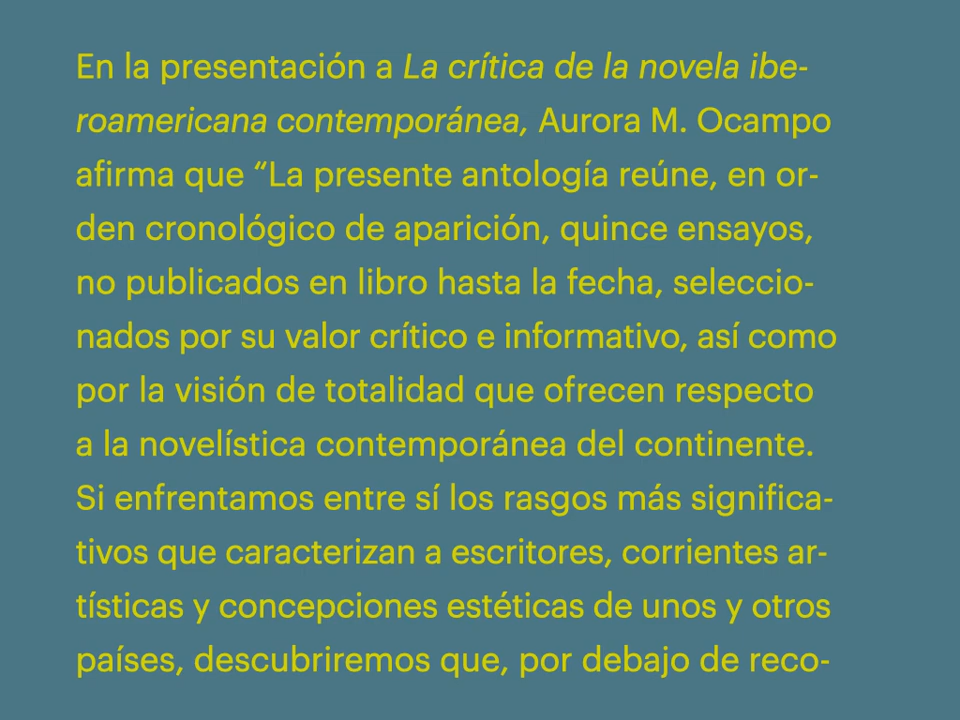 En la presentación a La crítica de la novela ibe-
roamericana contemporánea, Aurora M. Ocampo
afirma que “La presente antología reúne, en or-
den cronológico de aparición, quince ensayos,
no publicados en libro hasta la fecha, seleccio-
nados por su valor crítico e informativo, así como
por la visión de totalidad que ofrecen respecto
a la novelística contemporánea del continente.
Si enfrentamos entre sí los rasgos más significa-
tivos que caracterizan a escritores, corrientes ar-
tísticas y concepciones estéticas de unos y otros
países, descubriremos que, por debajo de reco-